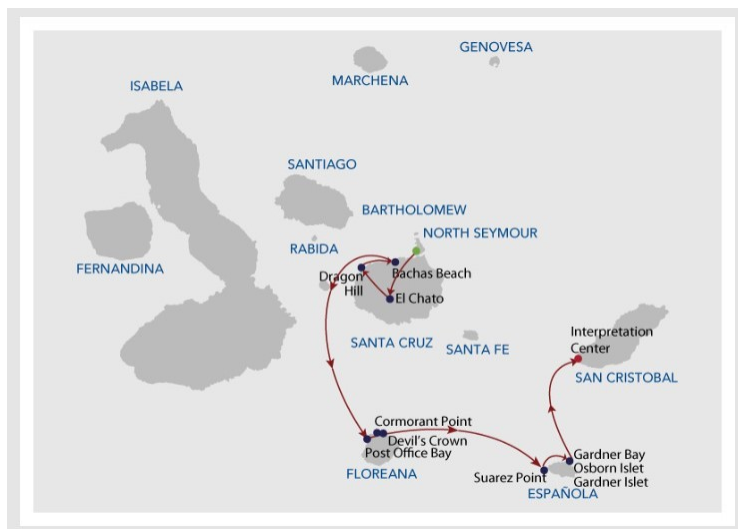 GENOVESA
MARCHENA
ISABELA
SANTIAGO
BARTHOLOMEW
NORTH SEYMOUR
RABIDA
FERNANDINA
Dragon
Hill
Bachas Beach
El Chato
SANTA CRUZ
SANTA FE
Interpretation
Center
SAN CRISTOBAL
Cormorant Point
Devil's Crown
Post Office Bay
FLOREANA
Suarez Point
Gardner Bay
Osborn Islet
Gardner Islet
ESPAÑOLA